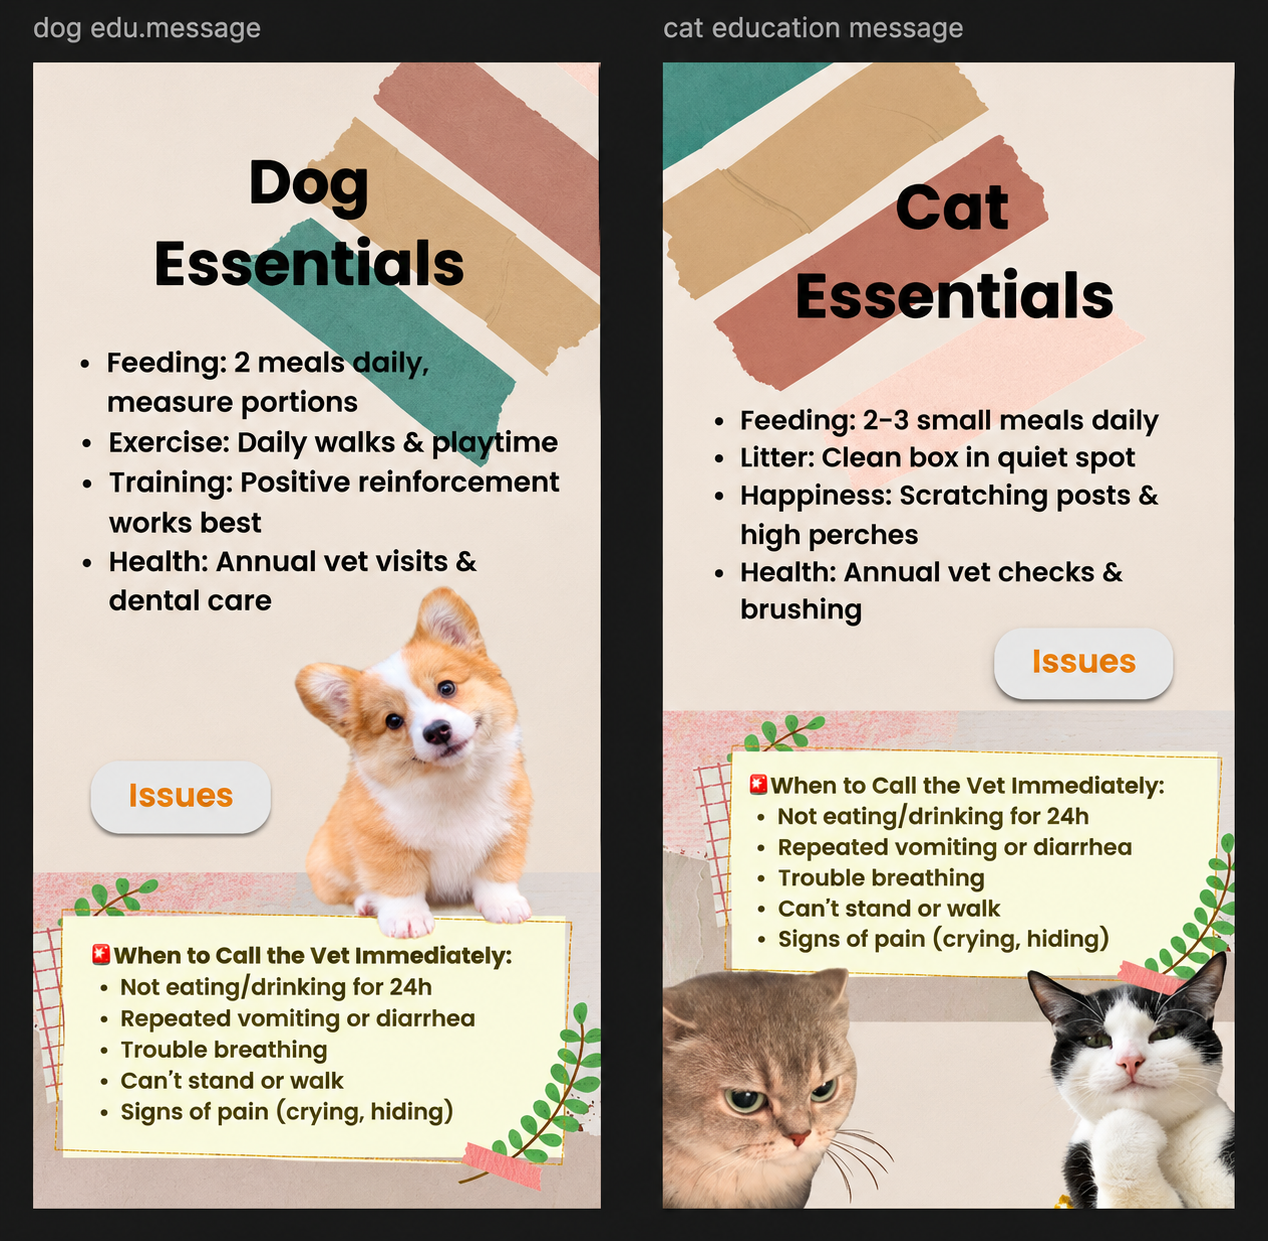 dog edu.message
Dog
Essentials
• Feeding: 2 meals daily,
measure portions
• Exercise: Daily walks & playtime
• Training: Positive reinforcement
works best
• Health: Annual vet visits &
dental care
Issues
🚨When to Call the Vet Immediately:
• Not eating/drinking for 24h
• Repeated vomiting or diarrhea
• Trouble breathing
• Can't stand or walk
• Signs of pain (crying, hiding)
cat education message
Cat
Essentials
• Feeding: 2-3 small meals daily
• Litter: Clean box in quiet spot
• Happiness: Scratching posts &
high perches
• Health: Annual vet checks &
brushing
Issues
🚨When to Call the Vet Immediately:
• Not eating/drinking for 24h
• Repeated vomiting or diarrhea
• Trouble breathing
• Can't stand or walk
• Signs of pain (crying, hiding)